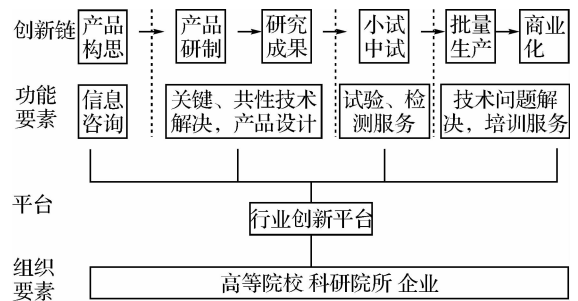 创新链
产品
构思
产品
研制
研究
成果
小试
中试
批量
生产
商业
化
功能
要素
信息
咨询
关键、共性技术
解决，产品设计
试验、检
测服务
技术问题解
决，培训服务
平台
行业创新平台
组织
要素
高等院校 科研院所 企业